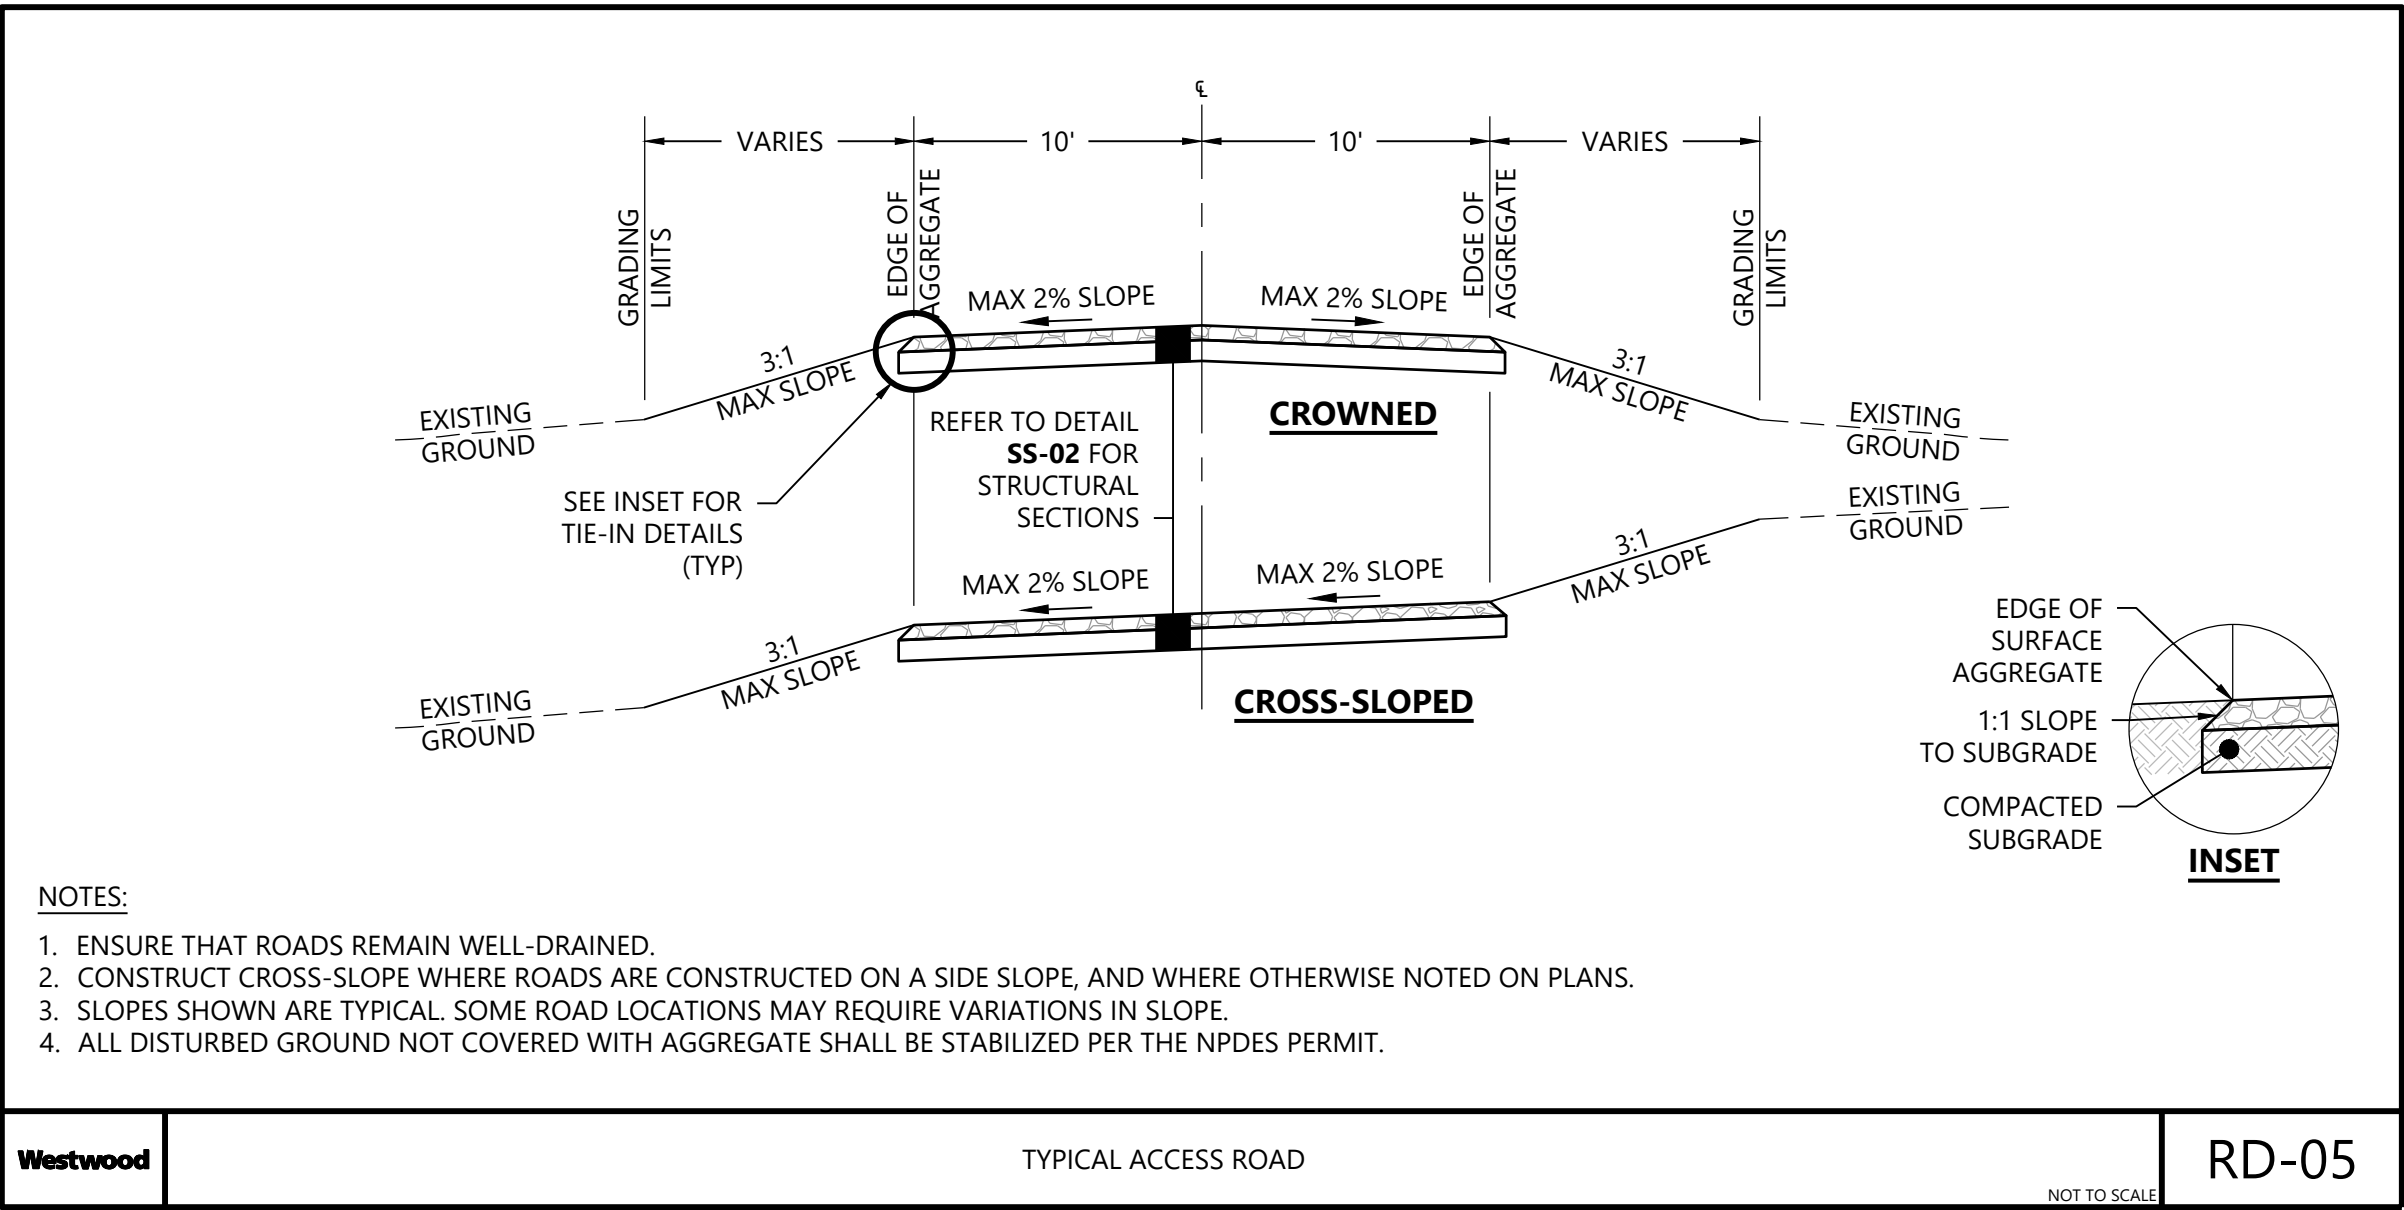 ℄
VARIES
10'
10'
VARIES
GRADING
LIMITS
EDGE OF
AGGREGATE
EDGE OF
AGGREGATE
GRADING
LIMITS
MAX 2% SLOPE
MAX 2% SLOPE
3:1
MAX SLOPE
3:1
MAX SLOPE
EXISTING
GROUND
REFER TO DETAIL
SS-02 FOR
STRUCTURAL
SECTIONS
CROWNED
EXISTING
GROUND
SEE INSET FOR
TIE-IN DETAILS
(TYP)
EXISTING
GROUND
MAX 2% SLOPE
MAX 2% SLOPE
3:1
MAX SLOPE
3:1
MAX SLOPE
EXISTING
GROUND
CROSS-SLOPED
EDGE OF
SURFACE
AGGREGATE
1:1 SLOPE
TO SUBGRADE
COMPACTED
SUBGRADE
INSET
NOTES:
1. ENSURE THAT ROADS REMAIN WELL-DRAINED.
2. CONSTRUCT CROSS-SLOPE WHERE ROADS ARE CONSTRUCTED ON A SIDE SLOPE, AND WHERE OTHERWISE NOTED ON PLANS.
3. SLOPES SHOWN ARE TYPICAL. SOME ROAD LOCATIONS MAY REQUIRE VARIATIONS IN SLOPE.
4. ALL DISTURBED GROUND NOT COVERED WITH AGGREGATE SHALL BE STABILIZED PER THE NPDES PERMIT.
Westwood
TYPICAL ACCESS ROAD
NOT TO SCALE
RD-05